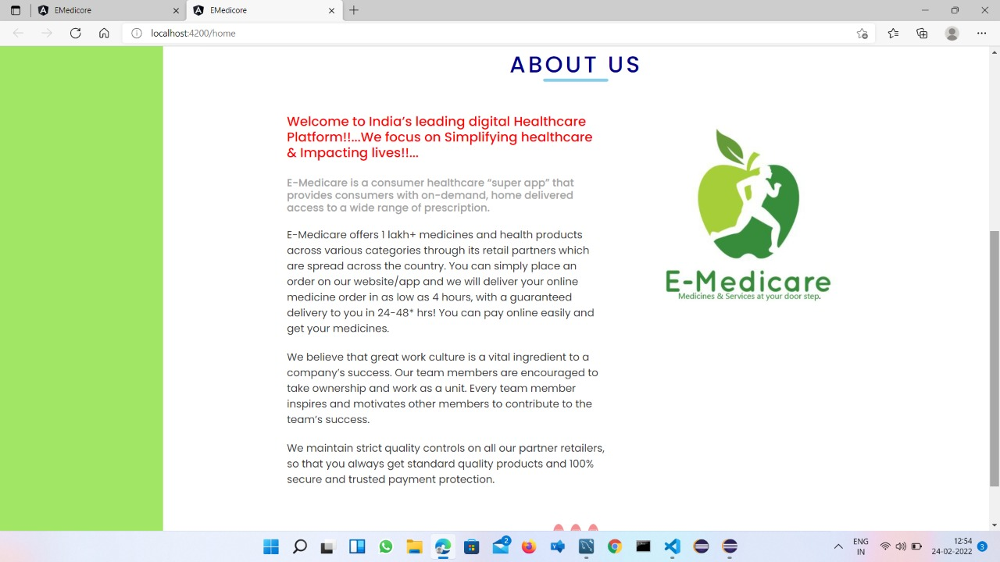 EMedicore
EMedicore
localhost:4200/home
ABOUT US
Welcome to India's leading digital Healthcare
Platform!!...We focus on Simplifying healthcare
& Impacting lives!!...
E-Medicare is a consumer healthcare “super app” that
provides consumers with on-demand, home delivered
access to a wide range of prescription.
E-Medicare offers 1 lakh+ medicines and health products
across various categories through its retail partners which
are spread across the country. You can simply place an
order on our website/app and we will deliver your online
medicine order in as low as 4 hours, with a guaranteed
delivery to you in 24-48* hrs! You can pay online easily and
get your medicines.
We believe that great work culture is a vital ingredient to a
company's success. Our team members are encouraged to
take ownership and work as a unit. Every team member
inspires and motivates other members to contribute to the
team's success.
We maintain strict quality controls on all our partner retailers,
so that you always get standard quality products and 100%
secure and trusted payment protection.
E-Medicare
Medicines & Services at your door step.
2
ENG
IN
12:54
24-02-2022
3